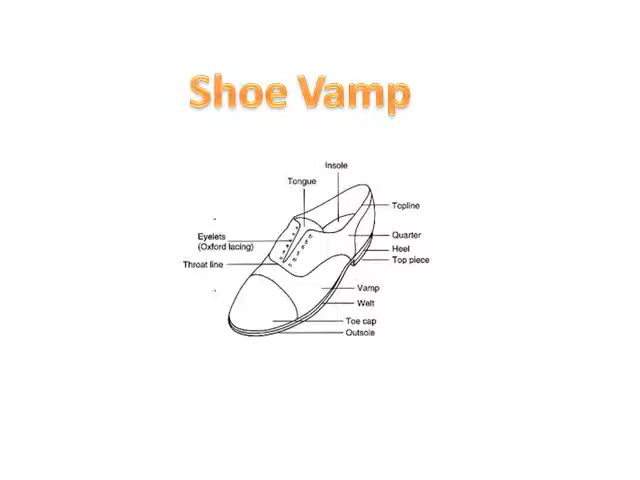 Shoe Vamp
Insole
Tongue
Topline
Eyelets
(Oxford lacing)
Quarter
Heel
Throat line
Top piece
Vamp
Welt
Toe cap
Outsole